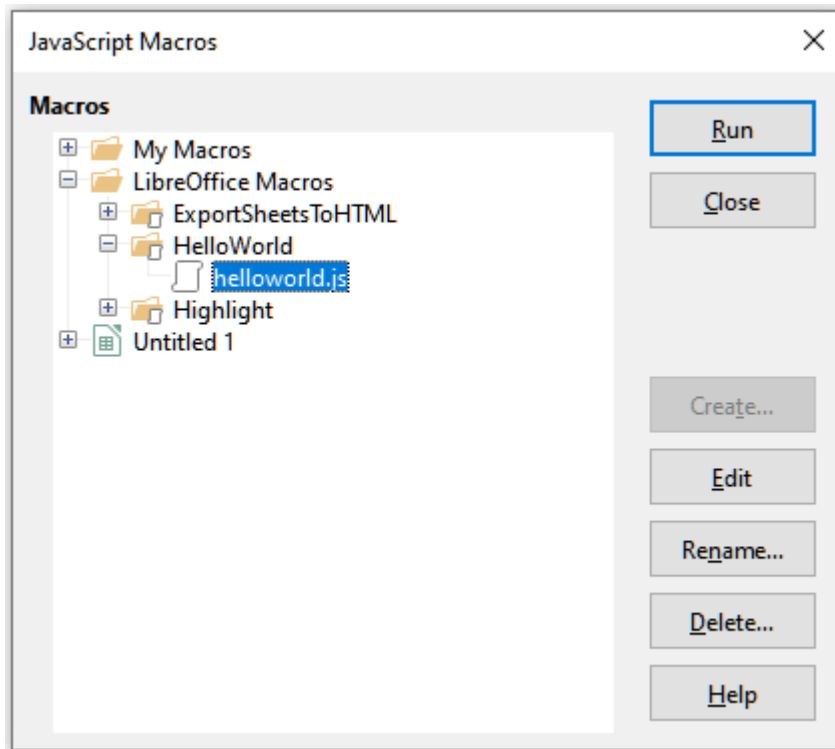 JavaScript Macros
Macros
My Macros
LibreOffice Macros
ExportSheetsToHTML
HelloWorld
helloworld.js
Highlight
Untitled 1
Run
Close
Create...
Edit
Rename...
Delete...
Help